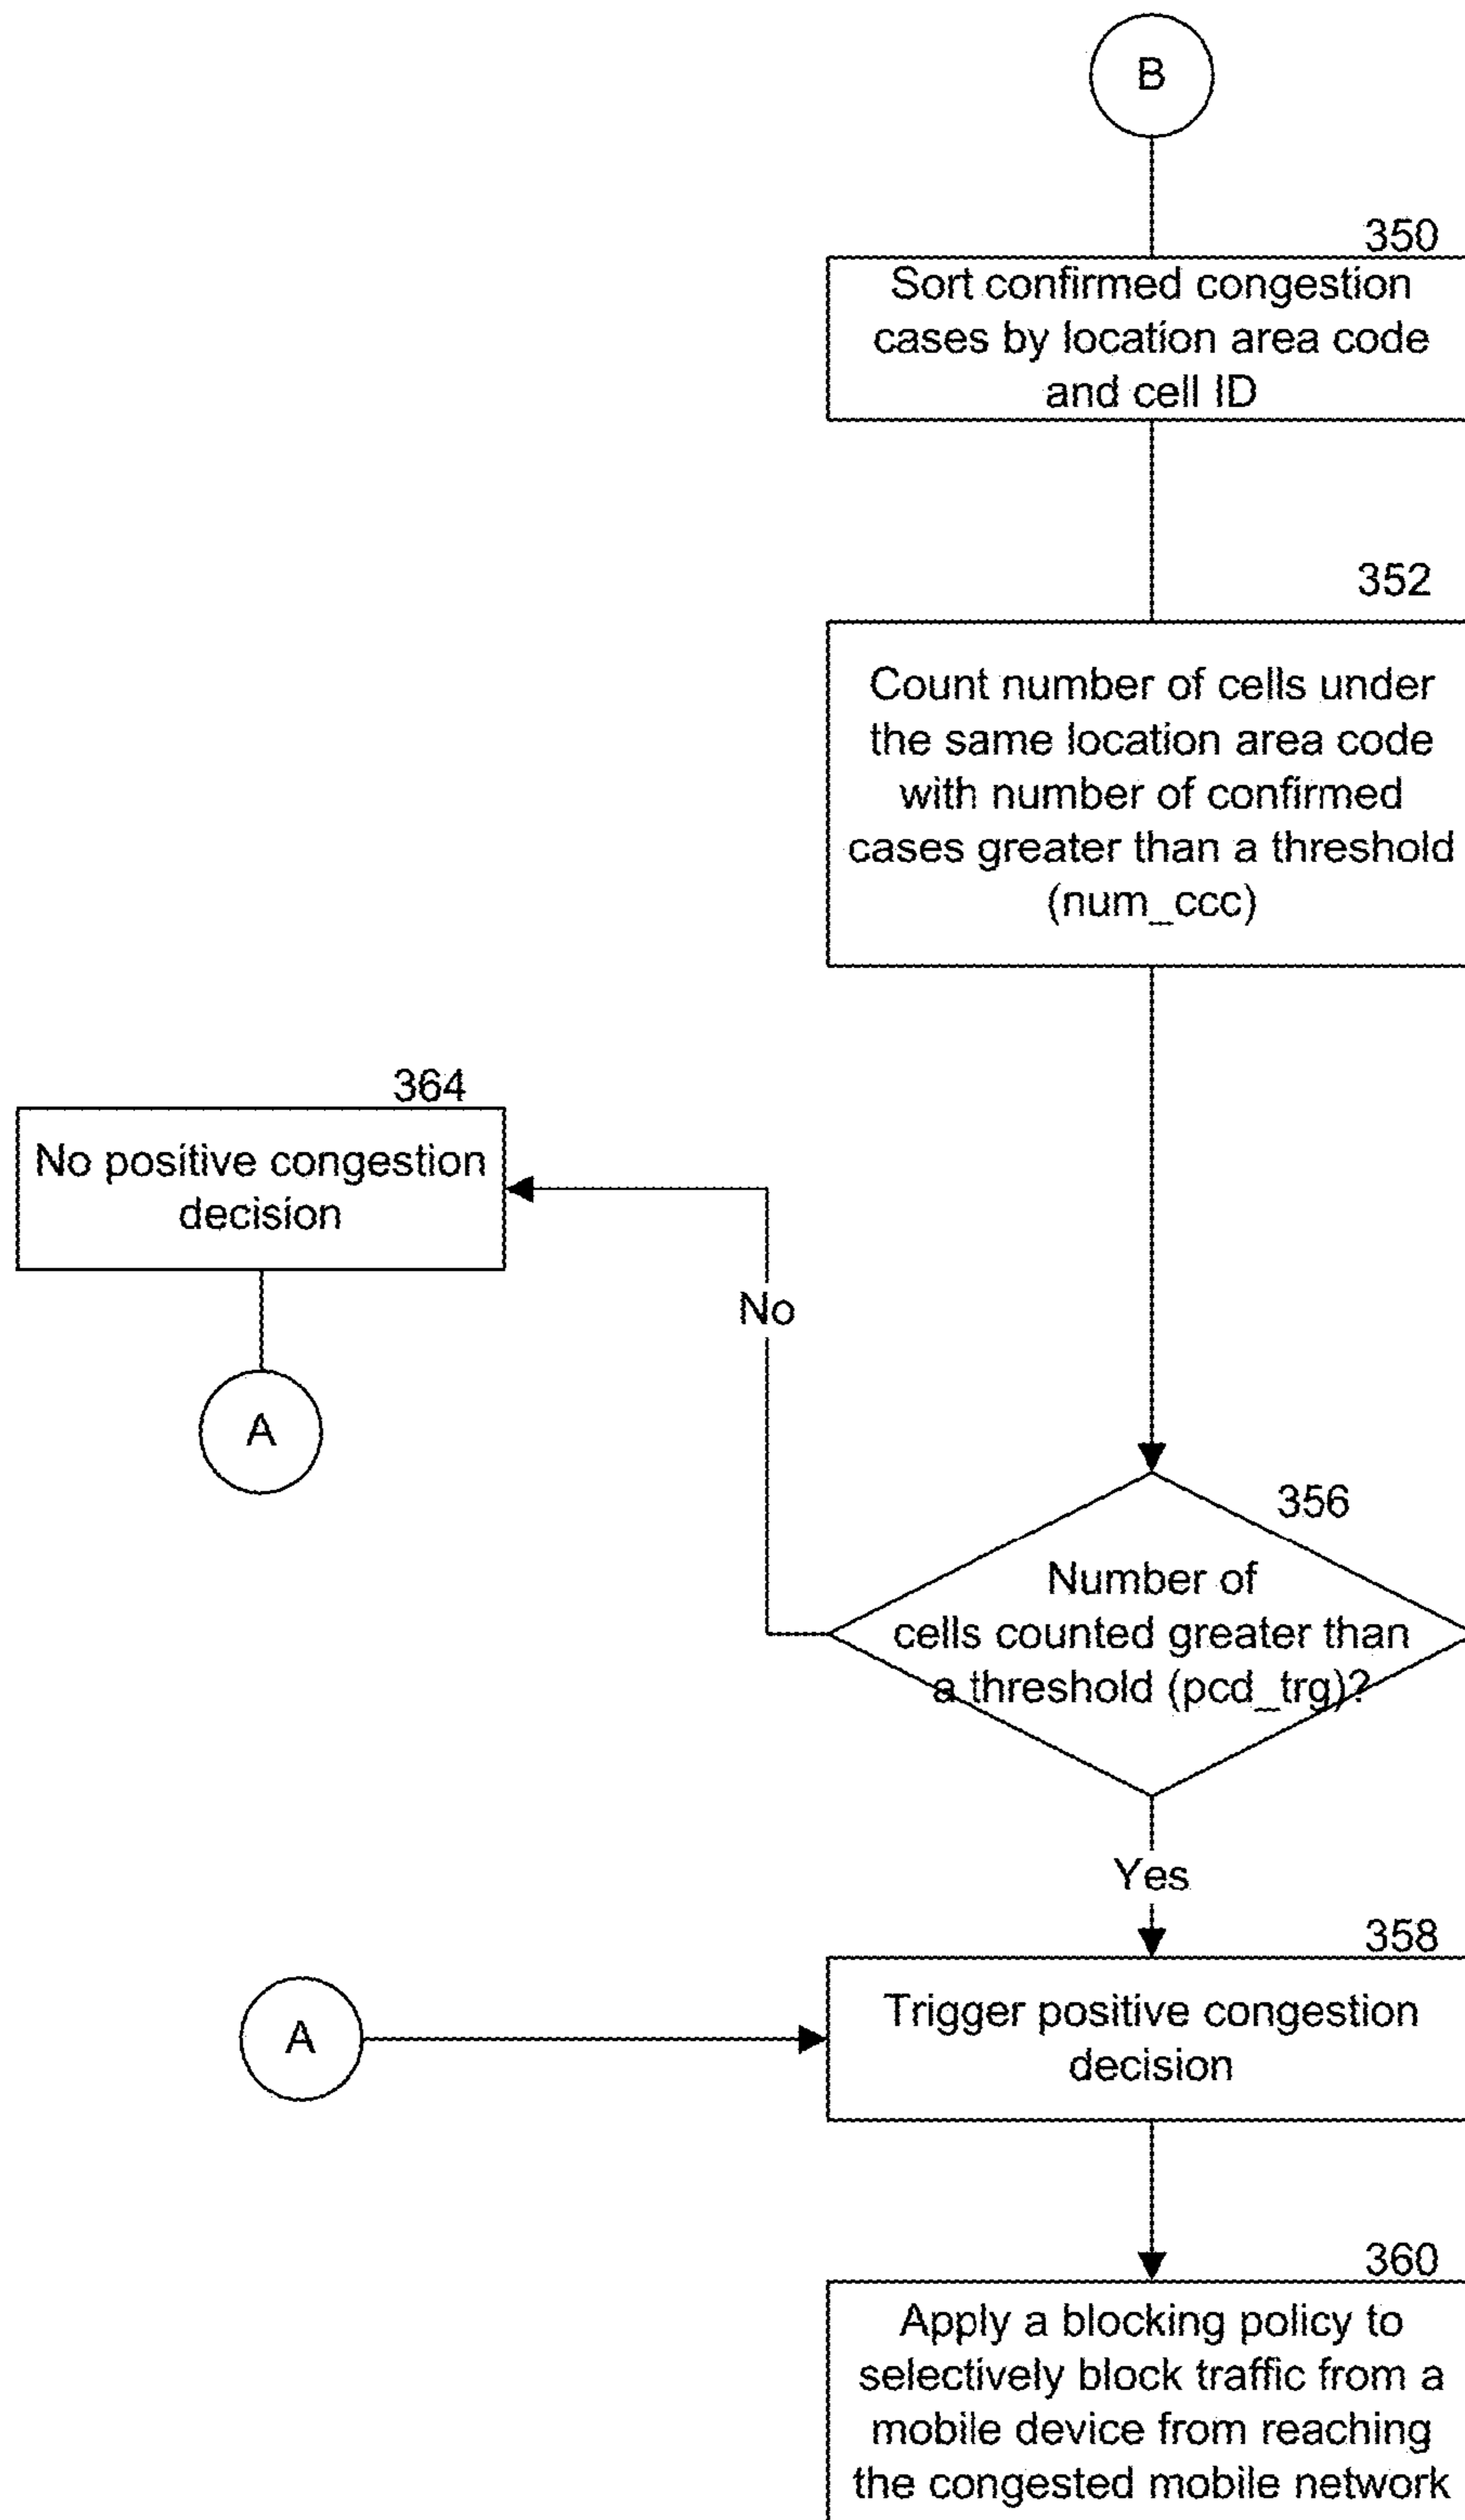 B
350
Sort confirmed congestion
cases by location area code
and cell ID
352
Count number of cells under
the same location area code
with number of confirmed
cases greater than a threshold
(num_ccc)
364
No positive congestion
decision
No
A
356
Number of
cells counted greater than
a threshold (pcd_trg)?
Yes
358
A
Trigger positive congestion
decision
360
Apply a blocking policy to
selectively block traffic from a
mobile device from reaching
the congested mobile network